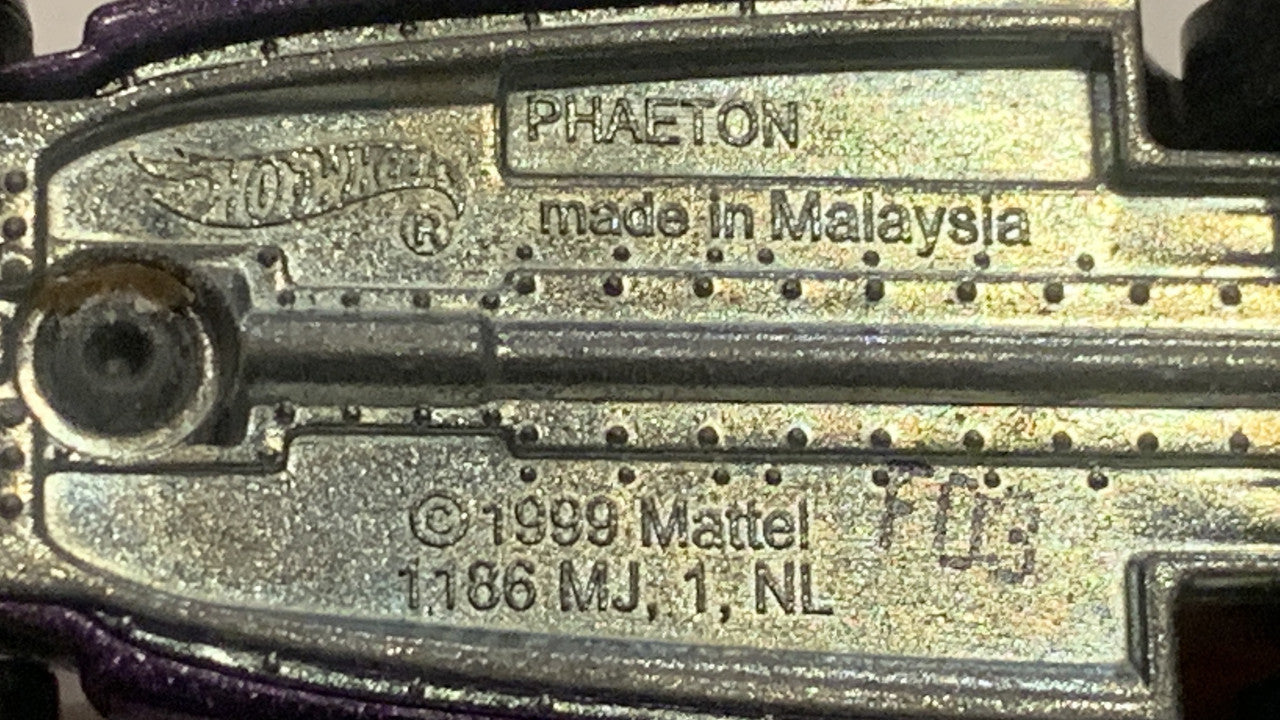 PHAETON
HOT WHEELS
®
made in Malaysia
©1999 Mattel
1186 MJ, 1, NL